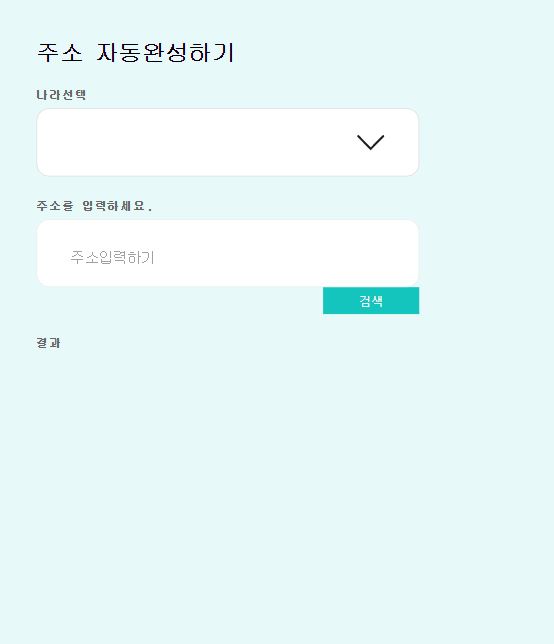 주소 자동완성하기
나라선택
주소를 입력하세요.
주소입력하기
검색
결과